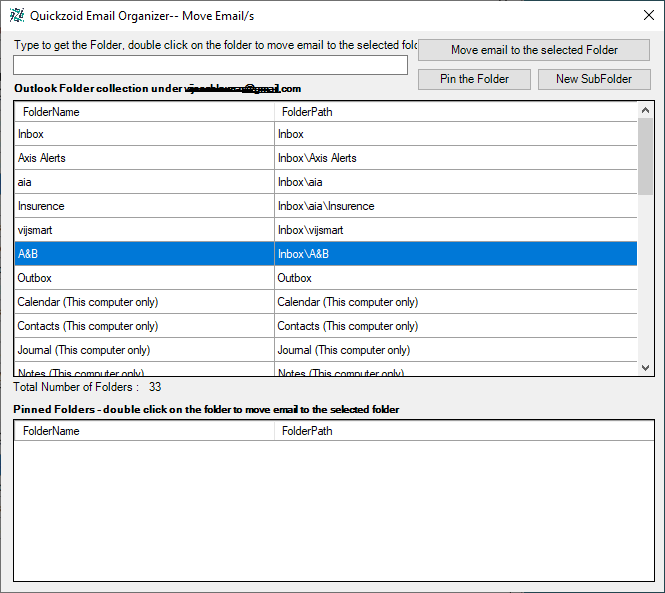 Quickzoid Email Organizer-- Move Email/s
Type to get the Folder, double click on the folder to move email to the selected fol
Move email to the selected Folder
Pin the Folder
New SubFolder
Outlook Folder collection under .com
FolderName FolderPath
Inbox Inbox
Axis Alerts Inbox\Axis Alerts
aia Inbox\aia
Insurence Inbox\aia\Insurence
vijsmart Inbox\vijsmart
A&B Inbox\A&B
Outbox Outbox
Calendar (This computer only) Calendar (This computer only)
Contacts (This computer only) Contacts (This computer only)
Journal (This computer only) Journal (This computer only)
Notes (This computer only) Notes (This computer only)
Total Number of Folders : 33
Pinned Folders - double click on the folder to move email to the selected folder
FolderName FolderPath